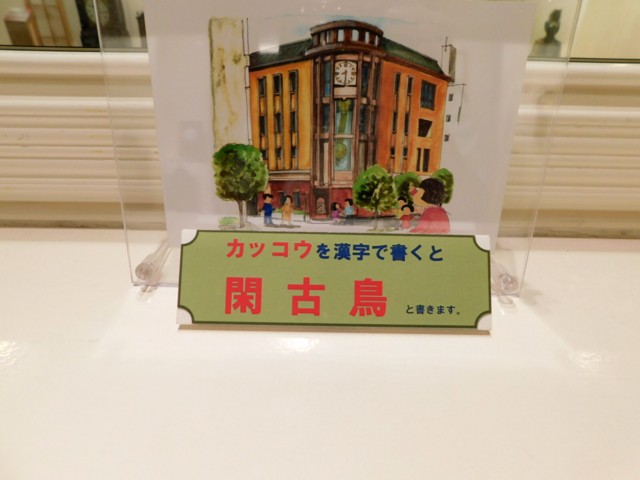 カッコウを漢字で書くと
閑古鳥 と書きます。